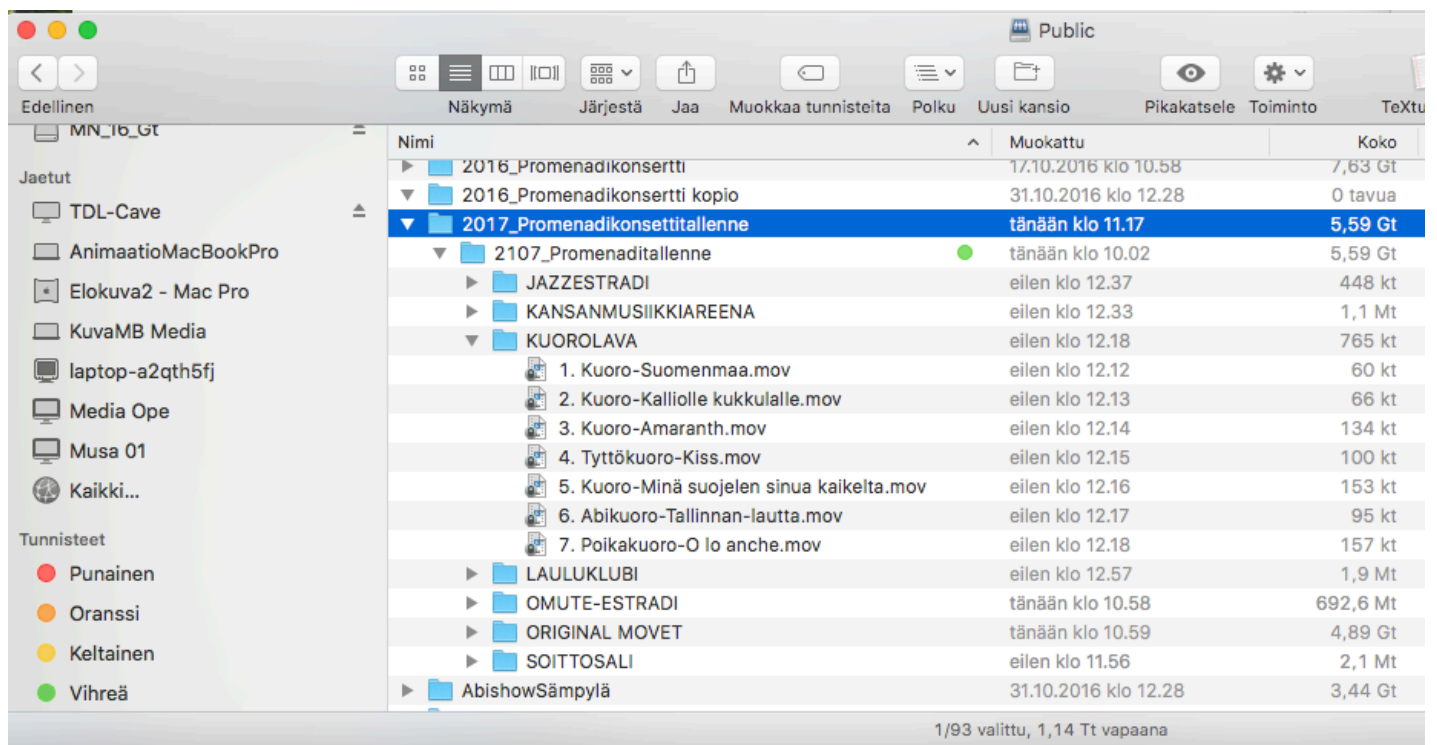 Public
Edellinen
Näkymä Järjestä Jaa Muokkaa tunnisteita Polku Uusi kansio Pikakatsele Toiminto TeXtu
MN_16_Gt
Jaetut
TDL-Cave
AnimaatioMacBookPro
Elokuva2 - Mac Pro
KuvaMB Media
laptop-a2qth5fj
Media Ope
Musa 01
Kaikki...
Tunnisteet
Punainen
Oranssi
Keltainen
Vihreä
Nimi Muokattu Koko
2016_Promenadikonsertti 17.10.2016 klo 10.58 7,63 Gt
2016_Promenadikonsertti kopio 31.10.2016 klo 12.28 0 tavua
2017_Promenadikonsettitallenne tänään klo 11.17 5,59 Gt
2107_Promenaditallenne tänään klo 10.02 5,59 Gt
JAZZESTRADI eilen klo 12.37 448 kt
KANSANMUSIIKKIAREENA eilen klo 12.33 1,1 Mt
KUOROLAVA eilen klo 12.18 765 kt
1. Kuoro-Suomenmaa.mov eilen klo 12.12 60 kt
2. Kuoro-Kalliolle kukkulalle.mov eilen klo 12.13 66 kt
3. Kuoro-Amaranth.mov eilen klo 12.14 134 kt
4. Tyttökuoro-Kiss.mov eilen klo 12.15 100 kt
5. Kuoro-Minä suojelen sinua kaikelta.mov eilen klo 12.16 153 kt
6. Abikuoro-Tallinnan-lautta.mov eilen klo 12.17 95 kt
7. Poikakuoro-O lo anche.mov eilen klo 12.18 157 kt
LAULUKLUBI eilen klo 12.57 1,9 Mt
OMUTE-ESTRADI tänään klo 10.58 692,6 Mt
ORIGINAL MOVET tänään klo 10.59 4,89 Gt
SOITTOSALI eilen klo 11.56 2,1 Mt
AbishowSämpylä 31.10.2016 klo 12.28 3,44 Gt
1/93 valittu, 1,14 Tt vapaana